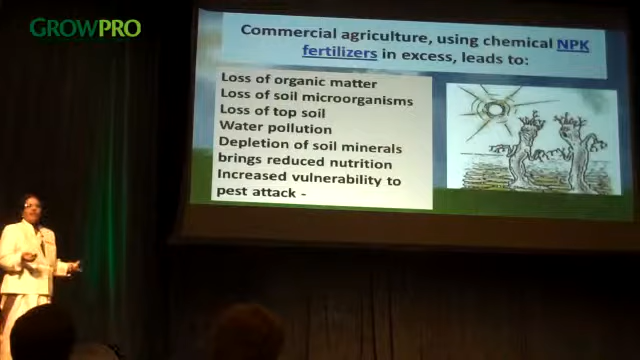 GROWPRO
Commercial agriculture, using chemical NPK
fertilizers in excess, leads to:
Loss of organic matter
Loss of soil microorganisms
Loss of top soil
Water pollution
Depletion of soil minerals
brings reduced nutrition
Increased vulnerability to
pest attack -